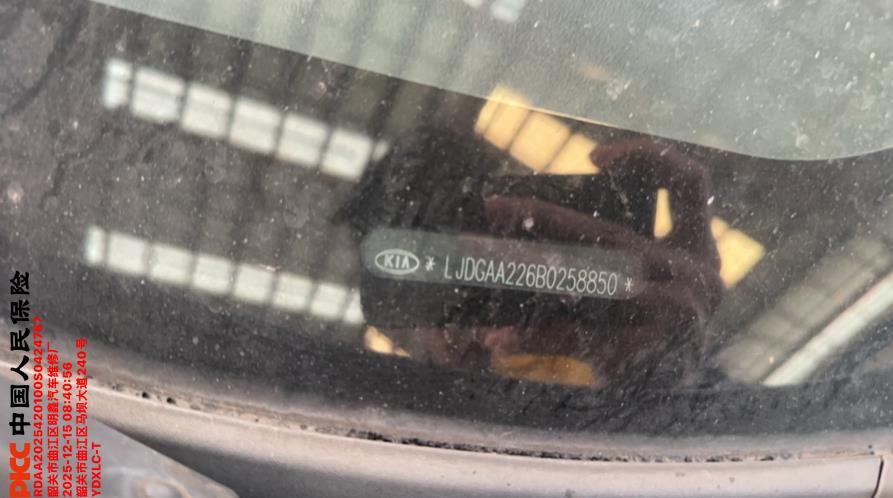 KIA * LJDGAA226B0258850 *
PICC 中国人民保险
RDAA2025420100S0424767
韶关市曲江区明鑫汽车维修厂
2025-12-15 08:40:56
韶关市曲江区马坝大道240号
YDXLC-T